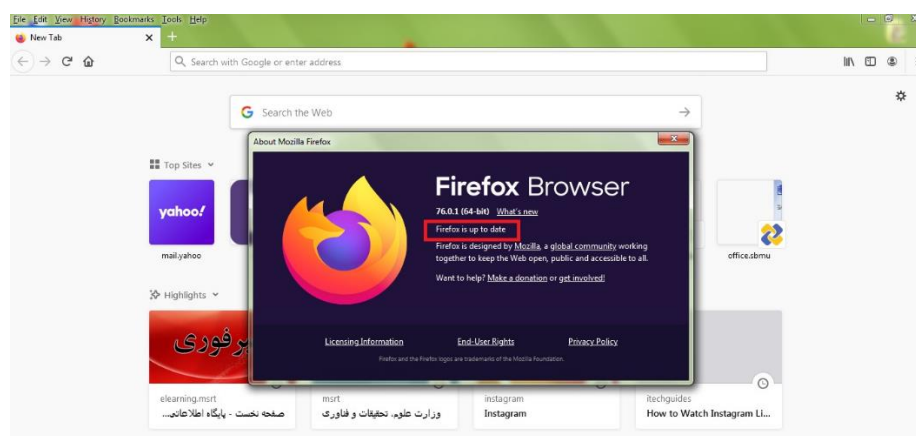 File Edit View History Bookmarks Tools Help
New Tab
Search with Google or enter address
Search the Web
About Mozilla Firefox
Firefox Browser
76.0.1 (64-bit) What's new
Firefox is up to date
Firefox is designed by Mozilla, a global community working
together to keep the Web open, public and accessible to all.
Want to help? Make a donation or get involved!
Licensing Information End-User Rights Privacy Policy
Firefox and the Firefox logos are trademarks of the Mozilla Foundation.
Top Sites
yahoo!
mail.yahoo
office.sbmu
Highlights
elearning.msrt
صفحه نخست - پایگاه اطلاعاتی...
msrt
وزارت علوم، تحقیقات و فناوری
instagram
Instagram
itechguides
How to Watch Instagram Li...